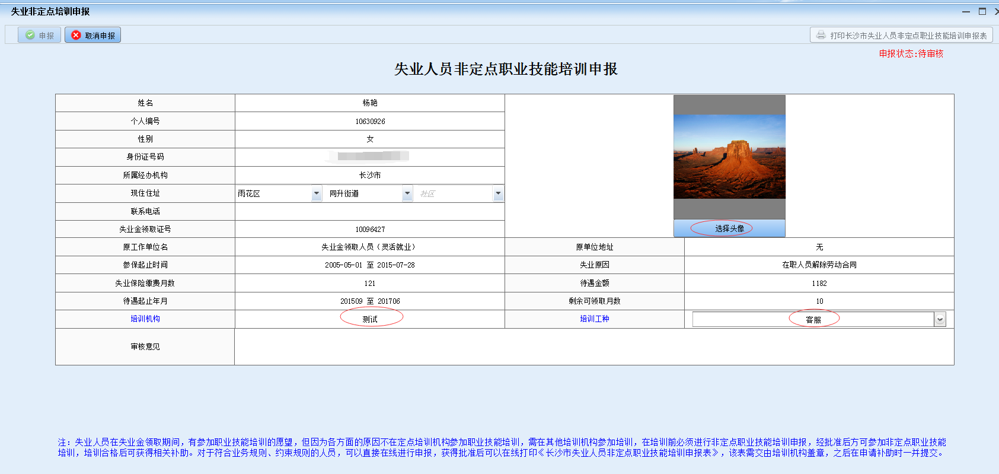 失业非定点培训申报
申报 取消申报 打印长沙市失业人员非定点职业技能培训申报表
申报状态:待审核
失业人员非定点职业技能培训申报
姓名 杨艳
个人编号 10630926
性别 女
身份证号码
所属经办机构 长沙市
现住住址 雨花区 同升街道 社区
联系电话
失业金领取证号 10096427
选择头像
原工作单位名 失业金领取人员（灵活就业） 原单位地址 无
参保起止时间 2005-05-01 至 2015-07-28 失业原因 在职人员解除劳动合同
失业保险缴费月数 121 待遇金额 1182
待遇起止年月 201509 至 201706 剩余可领取月数 10
培训机构 测试 培训工种 客服
审核意见
注：失业人员在失业金领取期间，有参加职业技能培训的愿望，但因为各方面的原因不在定点培训机构参加职业技能培训，需在其他培训机构参加培训，在培训前必须进行非定点职业技能培训申报，经批准后方可参加非定点职业技能
培训，培训合格后可获得相关补助。对于符合业务规则、约束规则的人员，可以直接在线进行申报，获得批准后可以在线打印《长沙市失业人员非定点职业技能培训申报表》，该表需交由培训机构盖章，之后在申请补助时一并提交。